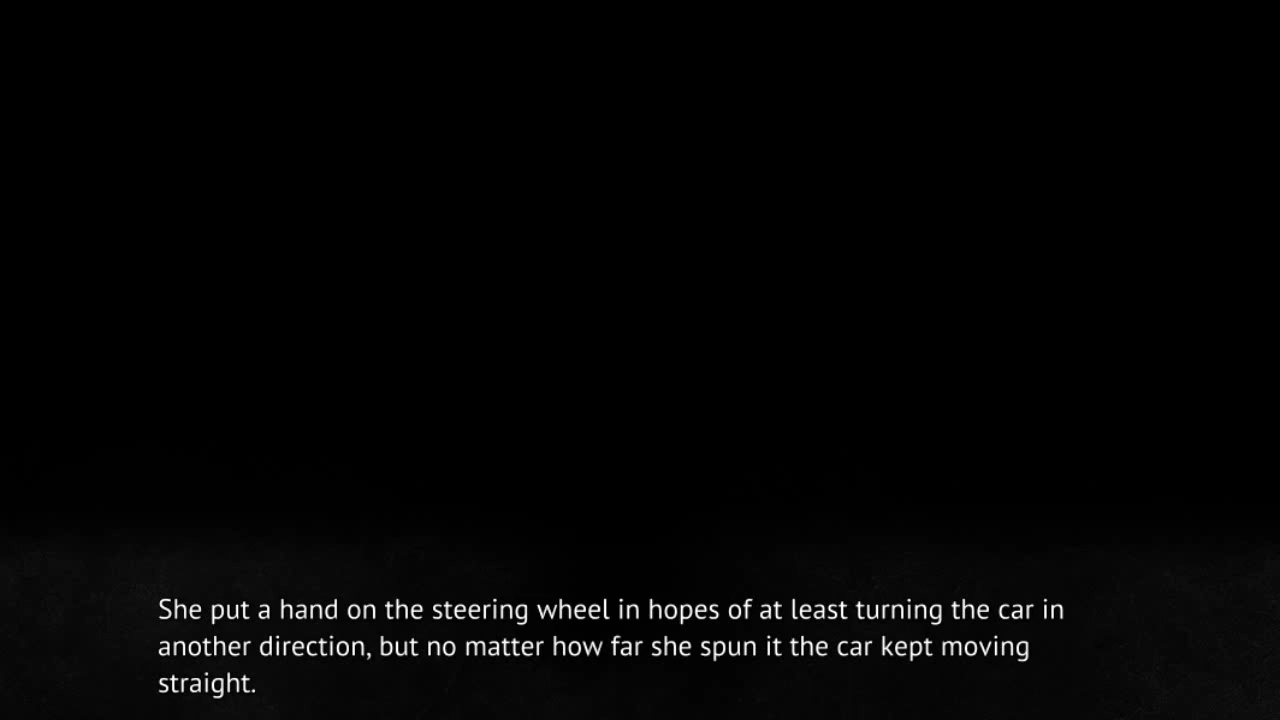 She put a hand on the steering wheel in hopes of at least turning the car in
another direction, but no matter how far she spun it the car kept moving
straight.